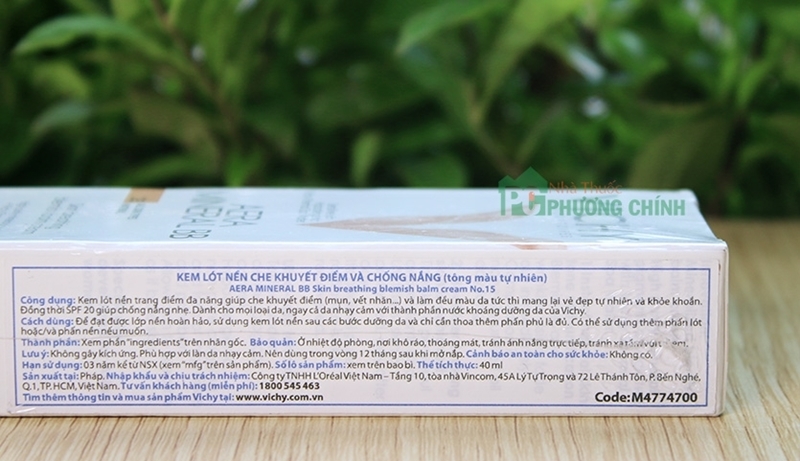 Nhà Thuốc
PHƯƠNG CHÍNH
AERA
MINERAL BB
KEM LÓT NỀN CHE KHUYẾT ĐIỂM VÀ CHỐNG NẮNG (tông màu tự nhiên)
AERA MINERAL BB Skin breathing blemish balm cream No.15
Công dụng: Kem lót nền trang điểm đa năng giúp che khuyết điểm (mụn, vết nhăn...) và làm đều màu da tức thì mang lại vẻ đẹp tự nhiên và khỏe khoắn.
Đồng thời SPF 20 giúp chống nắng nhẹ. Dành cho mọi loại da, ngay cả da nhạy cảm với thành phần nước khoáng dưỡng da của Vichy.
Cách dùng: Để đạt được lớp nền hoàn hảo, sử dụng kem lót nền sau các bước dưỡng da và chỉ cần thoa thêm phấn phủ là đủ. Có thể sử dụng thêm phấn lót
hoặc/và phấn nền nếu muốn.
Thành phần: Xem phần "ingredients" trên nhãn gốc. Bảo quản: Ở nhiệt độ phòng, nơi khô ráo, thoáng mát, tránh ánh nắng trực tiếp, tránh xa tầm với
Lưu ý: Không gây kích ứng. Phù hợp với làn da nhạy cảm. Nên dùng trong vòng 12 tháng sau khi mở nắp. Cảnh báo an toàn cho sức khỏe: Không có.
Hạn sử dụng: 03 năm kể từ NSX (xem "mfg" trên sản phẩm). Số lô sản phẩm: xem trên bao bì. Thể tích thực: 40 ml
Sản xuất tại: Pháp. Nhập khẩu và chịu trách nhiệm: Công ty TNHH L'Oréal Việt Nam – Tầng 10, tòa nhà Vincom, 45A Lý Tự Trọng và 72 Lê Thánh Tôn, P. Bến Nghé,
Q.1, TP.HCM, Việt Nam. Tư vấn khách hàng (miễn phí): 1800 545 463
Tìm thêm thông tin và mua sản phẩm Vichy tại: www.vichy.com.vn
Code: M4774700